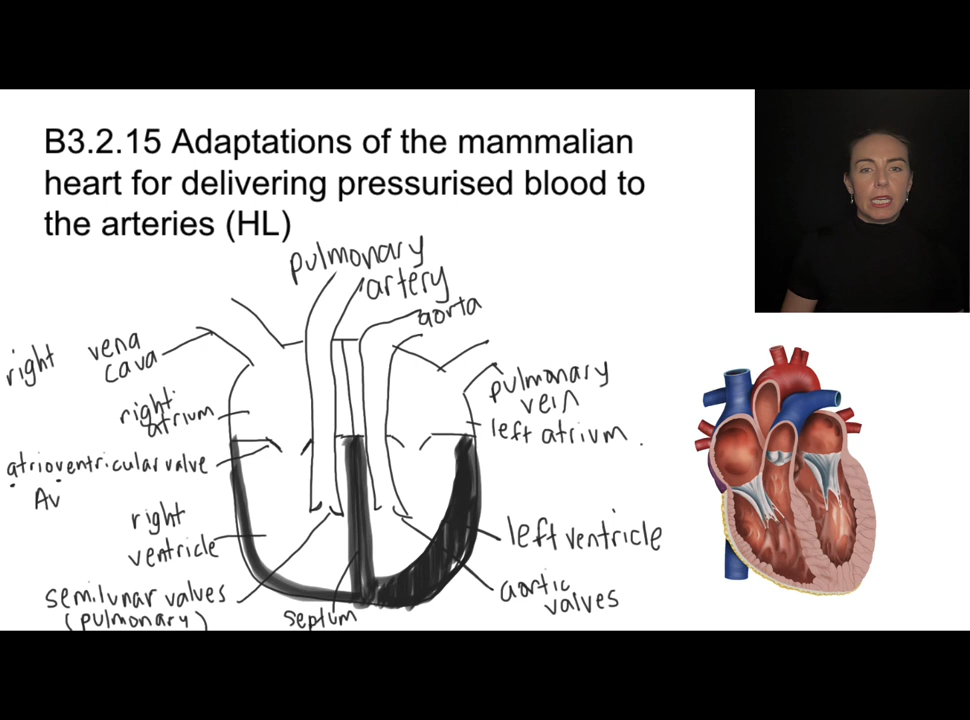 B3.2.15 Adaptations of the mammalian
heart for delivering pressurised blood to
the arteries (HL)
pulmonary
artery
aorta
right
vena
cava
pulmonary
vein
right
atrium
left atrium
atrioventricular valve
AV
right
ventricle
left ventricle
semilunar valves
(pulmonary)
septum
aortic
valves